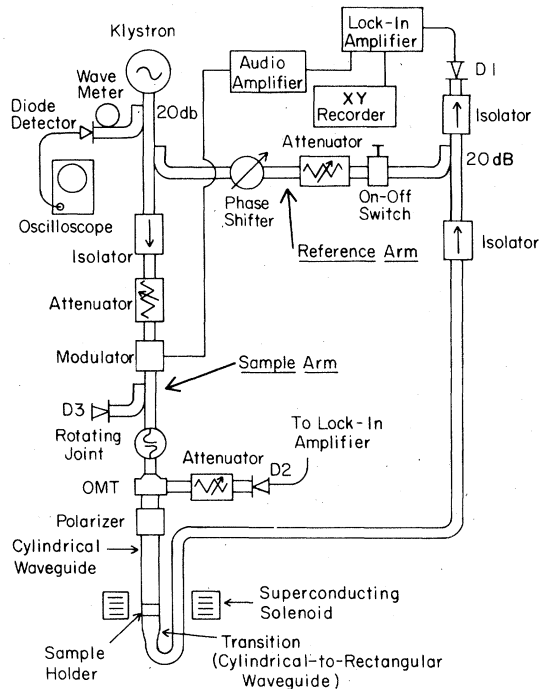 Klystron
Lock-In
Amplifier
Audio
Amplifier
D1
Wave
Meter
20db
XY
Recorder
Isolator
Diode
Detector
Attenuator
20dB
Oscilloscope
Phase
Shifter
On-Off
Switch
Isolator
Reference Arm
Isolator
Attenuator
Modulator
Sample Arm
D3
To Lock-In
Amplifier
Rotating
Joint
Attenuator
D2
OMT
Polarizer
Cylindrical
Waveguide
Superconducting
Solenoid
Sample
Holder
Transition
(Cylindrical-to-Rectangular
Waveguide)